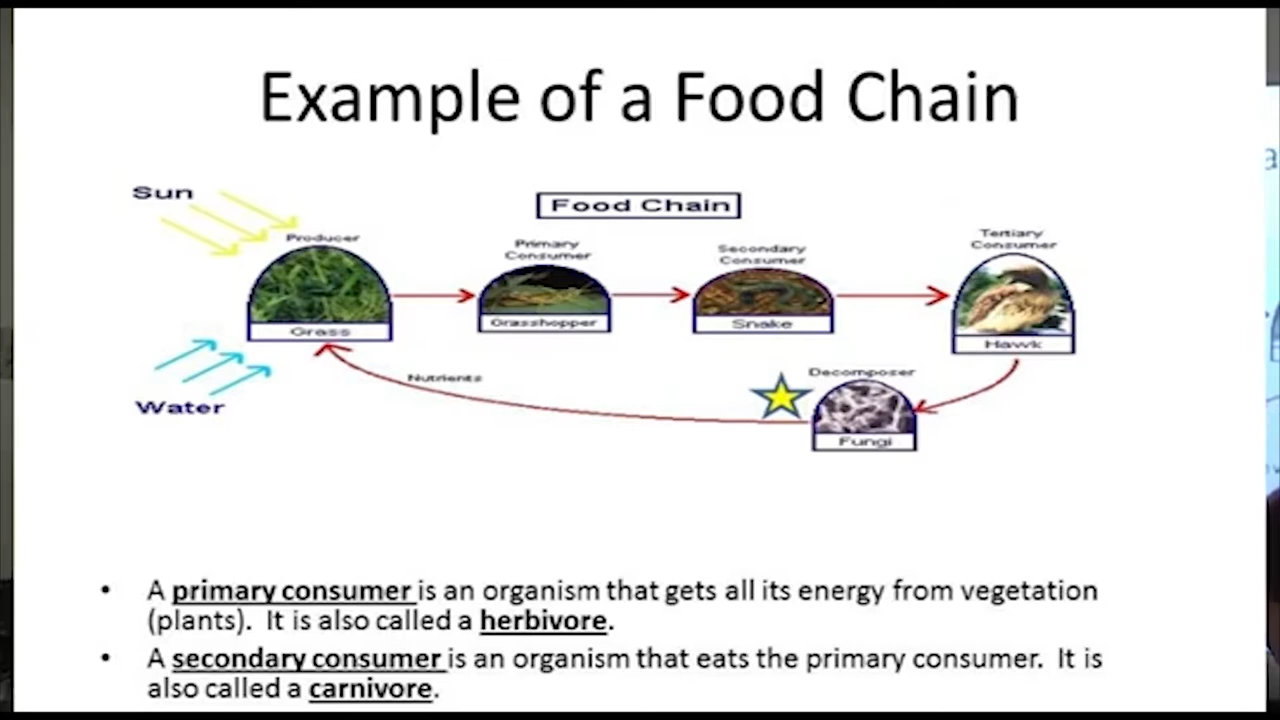 Example of a Food Chain
Sun
Food Chain
Producer
Primary
Consumer
Secondary
Consumer
Tertiary
Consumer
Grass
Grasshopper
Snake
Hawk
Nutrients
Decomposer
Water
Fungi
• A primary consumer is an organism that gets all its energy from vegetation
(plants). It is also called a herbivore.
• A secondary consumer is an organism that eats the primary consumer. It is
also called a carnivore.
a